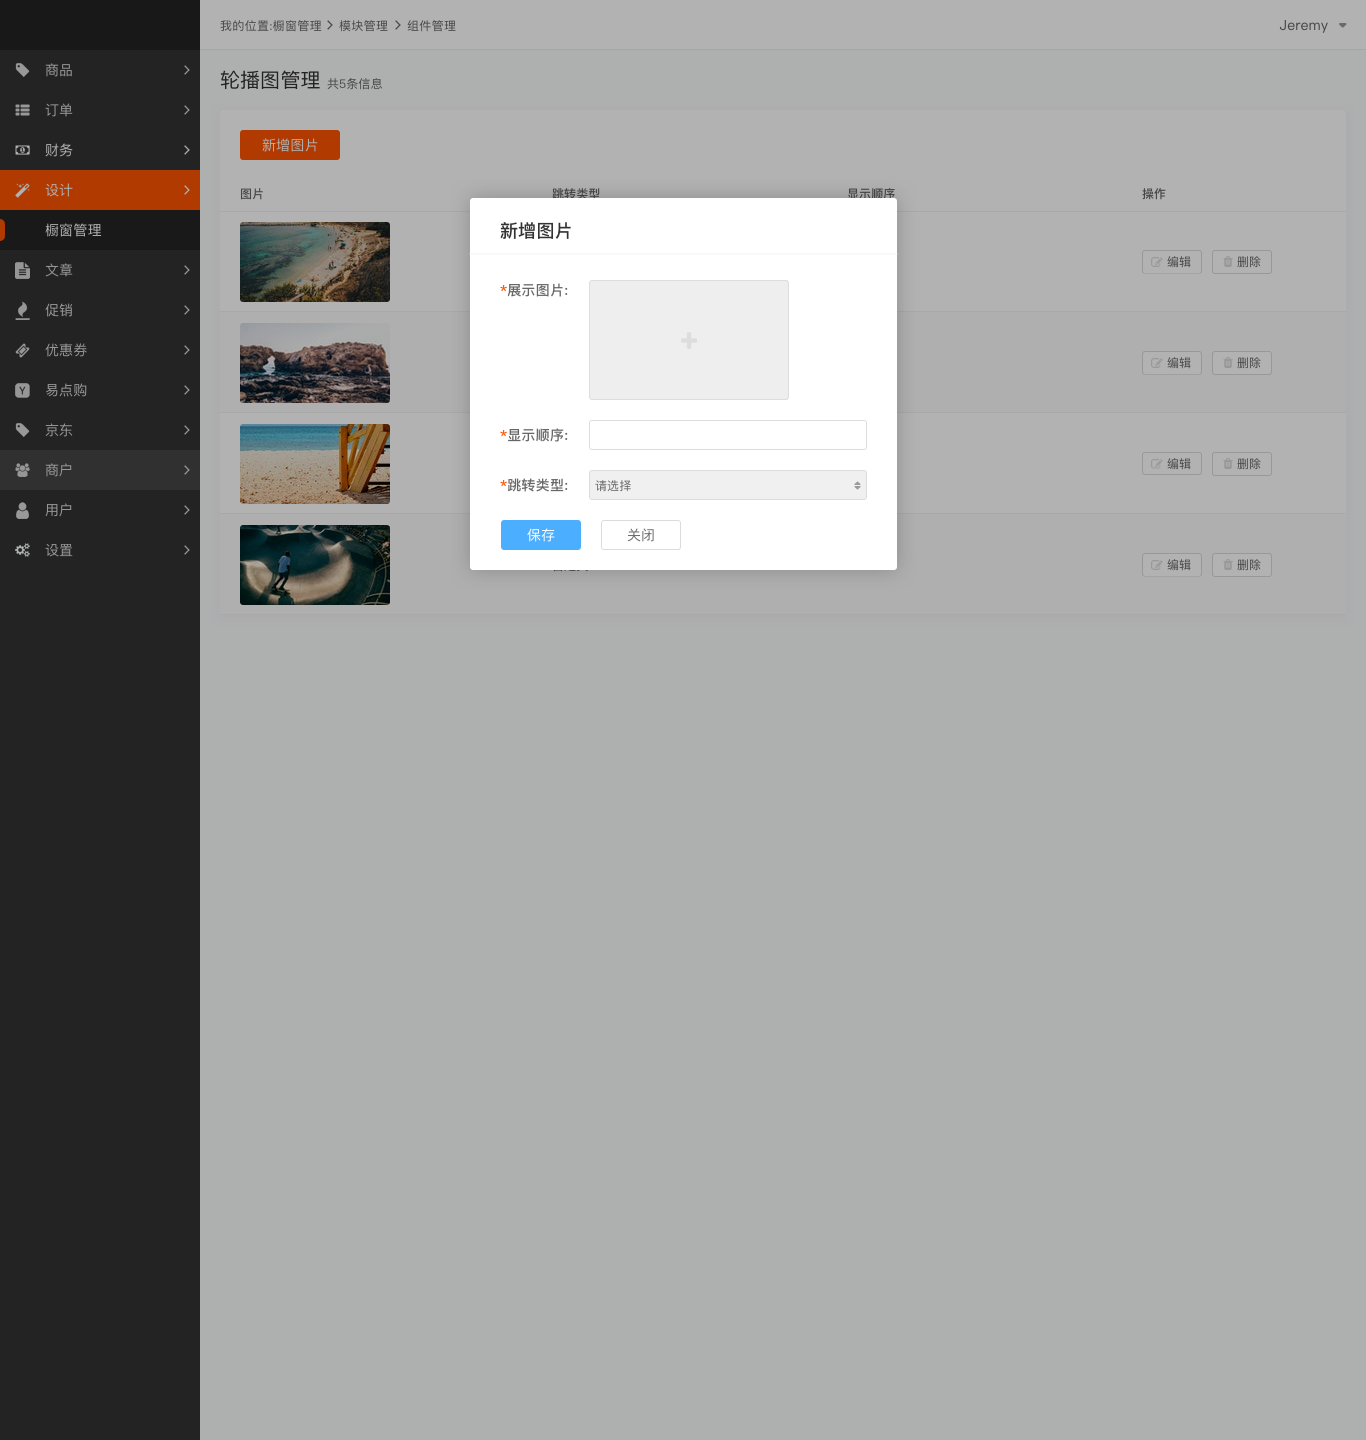 我的位置:橱窗管理 > 模块管理 > 组件管理
Jeremy
商品
订单
财务
设计
橱窗管理
文章
促销
优惠券
易点购
京东
商户
用户
设置
轮播图管理 共5条信息
新增图片
图片 跳转类型 显示顺序 操作
编辑 删除
编辑 删除
编辑 删除
编辑 删除
新增图片
*展示图片:
*显示顺序:
*跳转类型: 请选择
保存 关闭